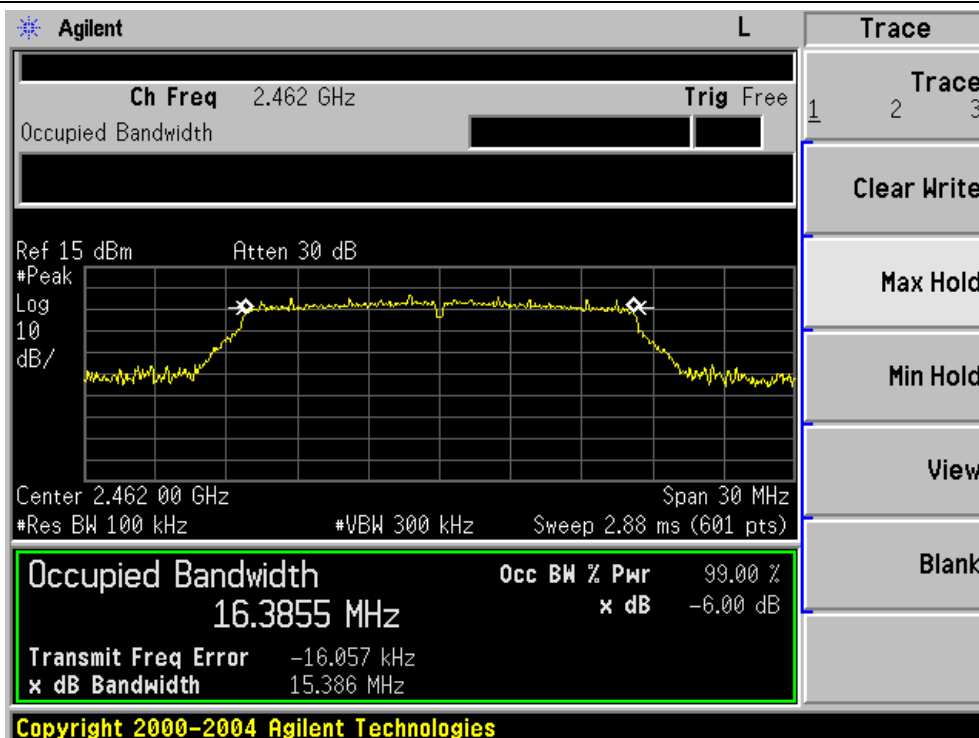 Agilent L Trace
Ch Freq 2.462 GHz Trig Free
Occupied Bandwidth
Trace
1 2 3
Clear Write
Max Hold
Min Hold
View
Blank
Ref 15 dBm Atten 30 dB
#Peak
Log
10
dB/
Center 2.462 00 GHz Span 30 MHz
#Res BW 100 kHz #VBW 300 kHz Sweep 2.88 ms (601 pts)
Occupied Bandwidth Occ BW % Pwr 99.00 %
16.3855 MHz x dB -6.00 dB
Transmit Freq Error -16.057 kHz
x dB Bandwidth 15.386 MHz
Copyright 2000-2004 Agilent Technologies